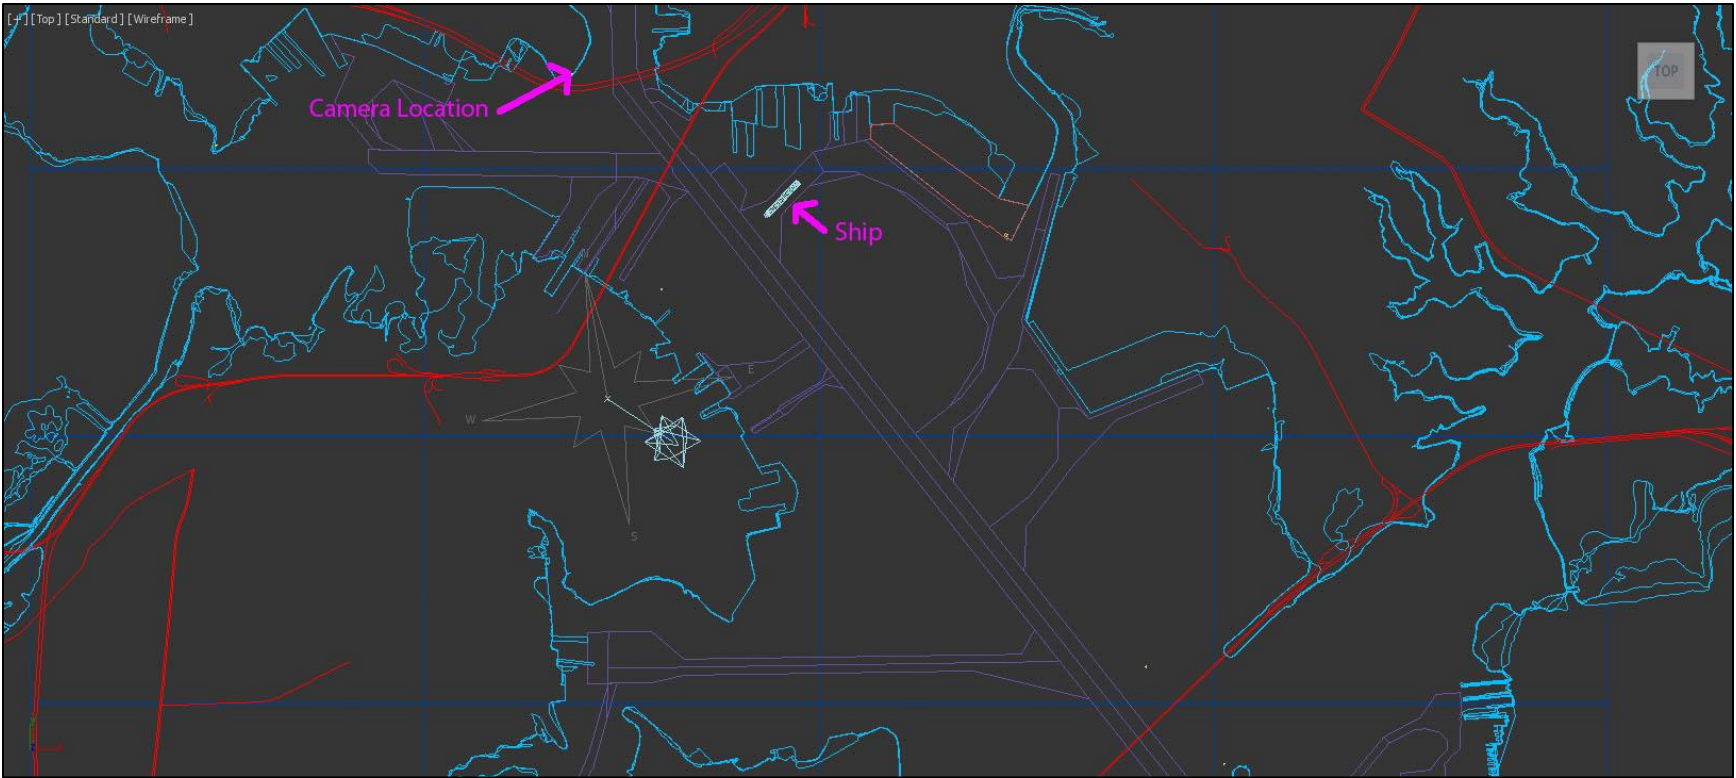 [+] [Top ] [Standard ] [Wireframe ]
TOP
Camera Location
Ship
N
E
W
S